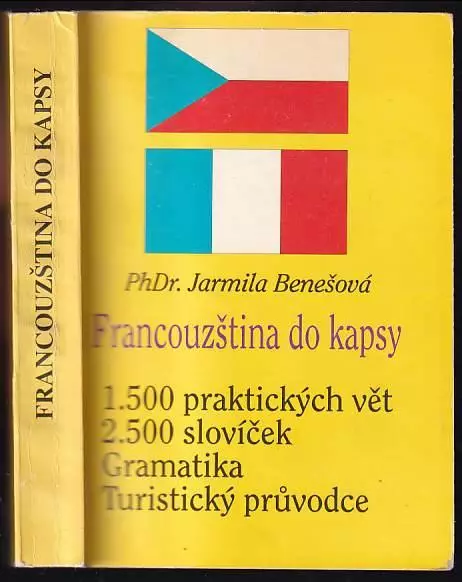 FRANCOUZŠTINA DO KAPSY
PhDr. Jarmila Benešová
Francouzština do kapsy
1.500 praktických vět
2.500 slovíček
Gramatika
Turistický průvodce